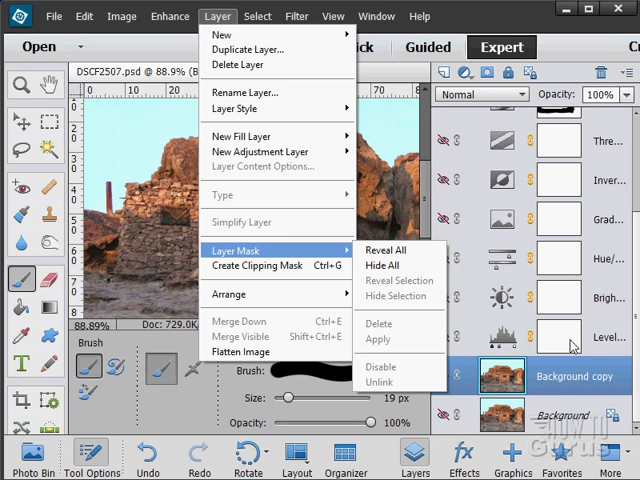 File Edit Image Enhance Layer Select Filter View Window Help
Open
Guided
Expert
DSCF2507.psd @ 88.9%
New
Duplicate Layer...
Delete Layer
Rename Layer...
Layer Style
New Fill Layer
New Adjustment Layer
Layer Content Options...
Type
Simplify Layer
Layer Mask
Create Clipping Mask Ctrl+G
Arrange
Merge Down Ctrl+E
Merge Visible Shift+Ctrl+E
Flatten Image
Reveal All
Hide All
Reveal Selection
Hide Selection
Delete
Apply
Disable
Unlink
Normal Opacity: 100%
Thre...
Inver...
Grad...
Hue/...
Brigh...
Level...
Background copy
Background
88.89% Doc: 729.0K/
Brush
Brush:
Size: 19 px
Opacity: 100%
HOW TO
Gurus
Photo Bin Tool Options Undo Redo Rotate Layout Organizer Layers Effects Graphics Favorites More